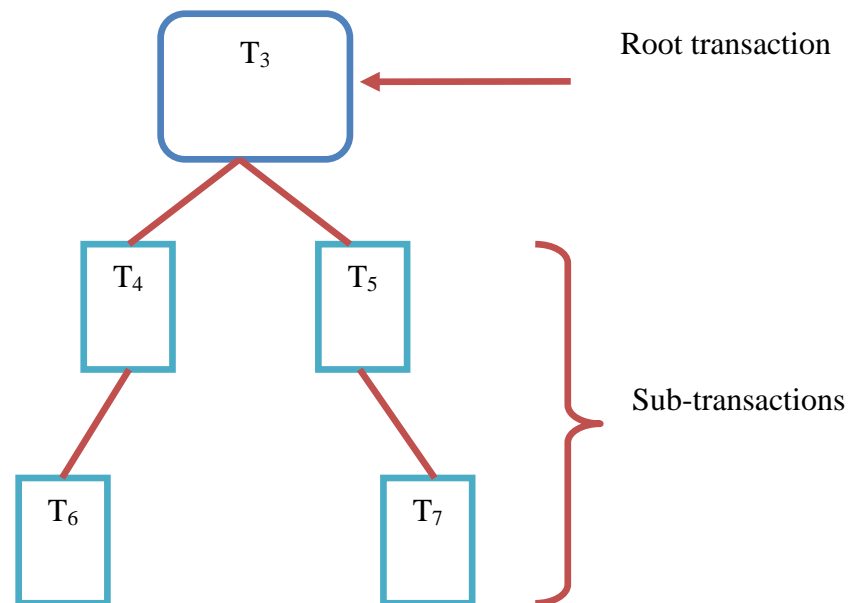 T₃
Root transaction
T₄
T₅
Sub-transactions
T₆
T₇